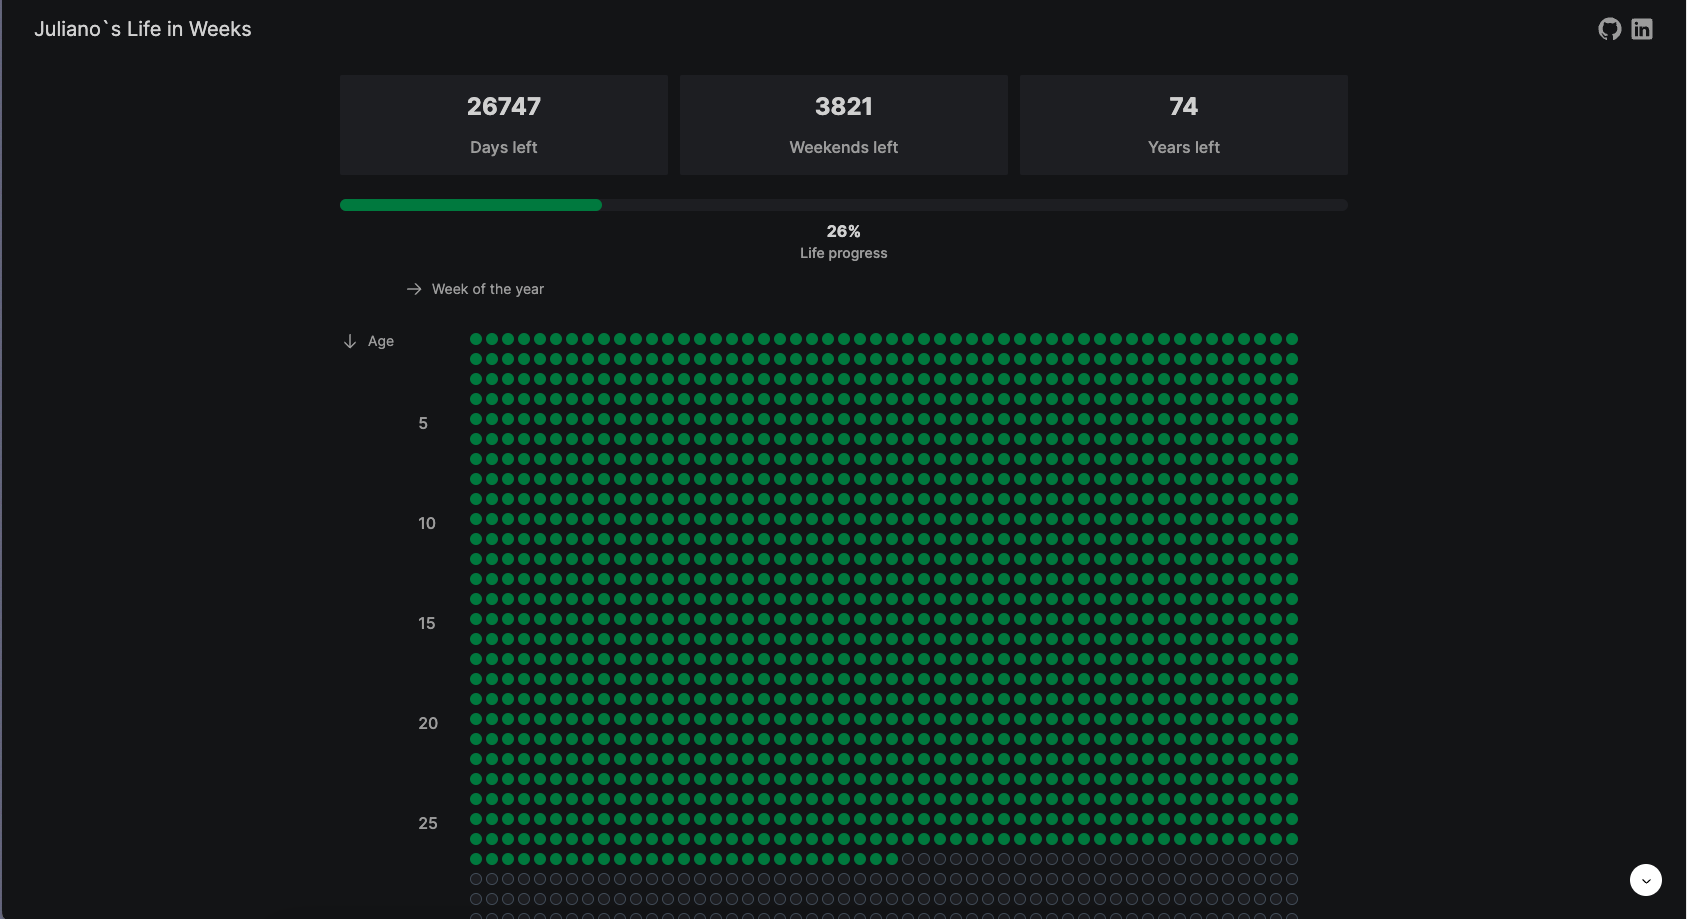 Juliano`s Life in Weeks
26747
Days left
3821
Weekends left
74
Years left
26%
Life progress
→ Week of the year
↓ Age
5
10
15
20
25